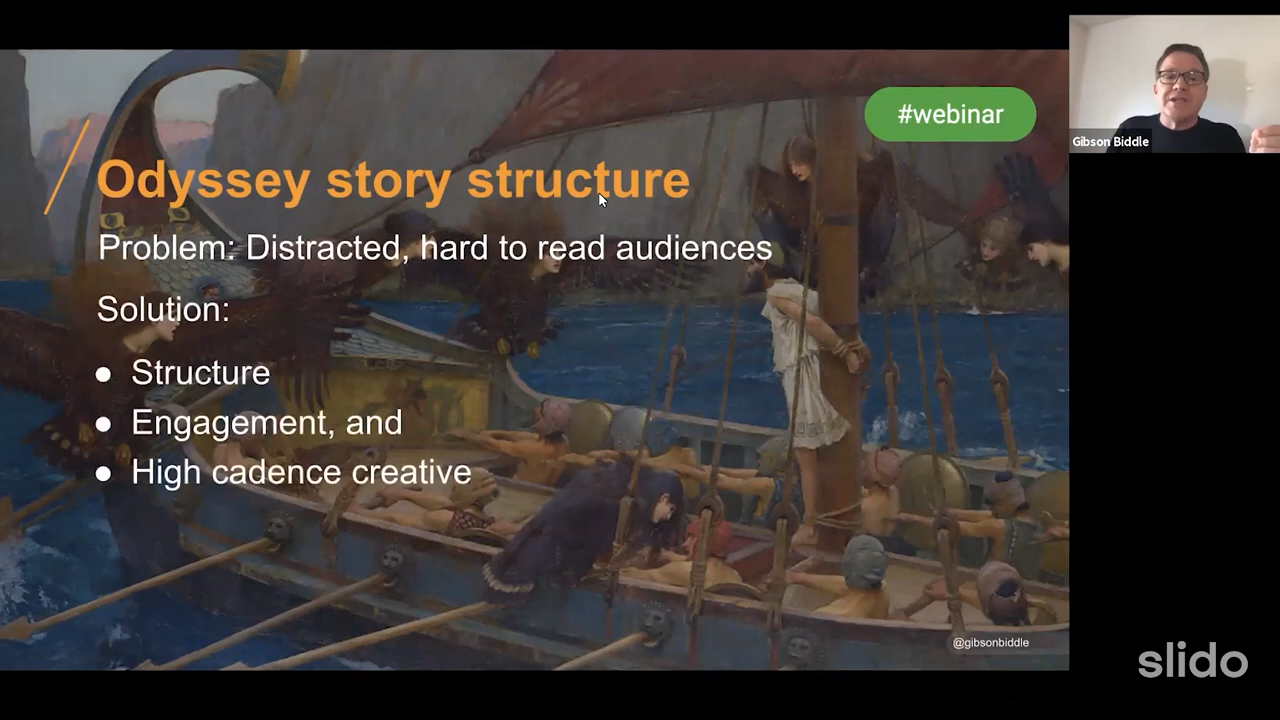 #webinar
Gibson Biddle
Odyssey story structure
Problem: Distracted, hard to read audiences
Solution:
● Structure
● Engagement, and
● High cadence creative
@gibsonbiddle
slido